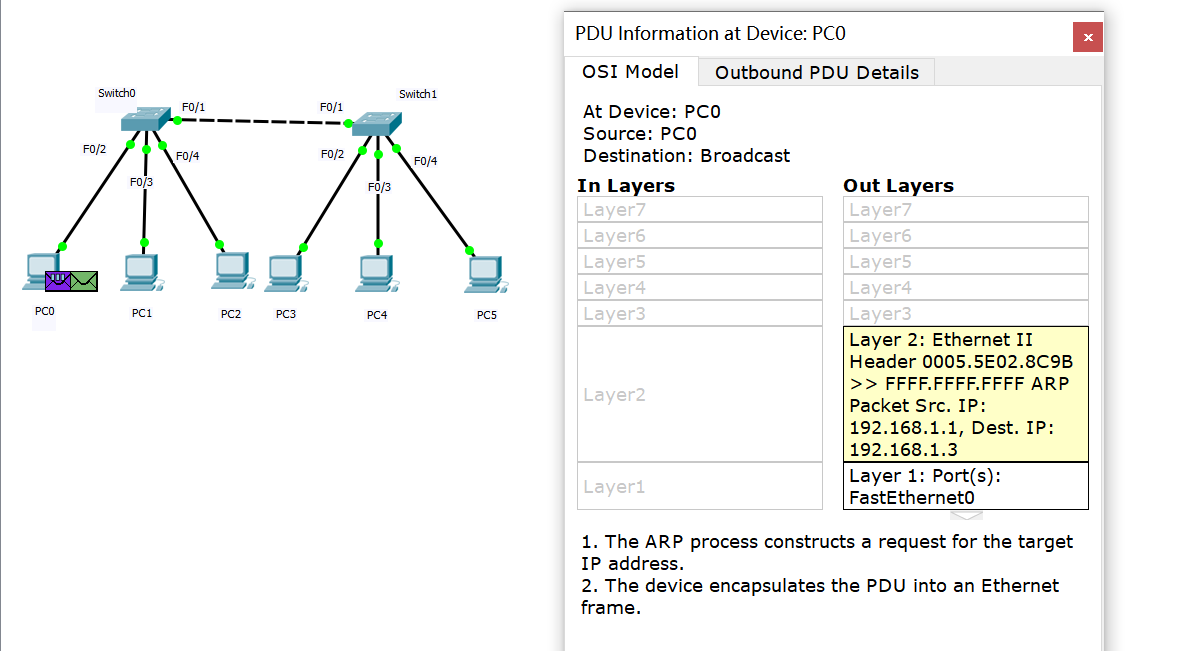 Switch0
F0/1
F0/1
Switch1
F0/2
F0/4
F0/3
F0/2
F0/4
F0/3
PC0
PC1
PC2
PC3
PC4
PC5
PDU Information at Device: PC0
OSI Model
Outbound PDU Details
At Device: PC0
Source: PC0
Destination: Broadcast
In Layers
Layer7
Layer6
Layer5
Layer4
Layer3
Layer2
Layer1
Out Layers
Layer7
Layer6
Layer5
Layer4
Layer3
Layer 2: Ethernet II
Header 0005.5E02.8C9B
>> FFFF.FFFF.FFFF ARP
Packet Src. IP:
192.168.1.1, Dest. IP:
192.168.1.3
Layer 1: Port(s):
FastEthernet0
1. The ARP process constructs a request for the target
IP address.
2. The device encapsulates the PDU into an Ethernet
frame.